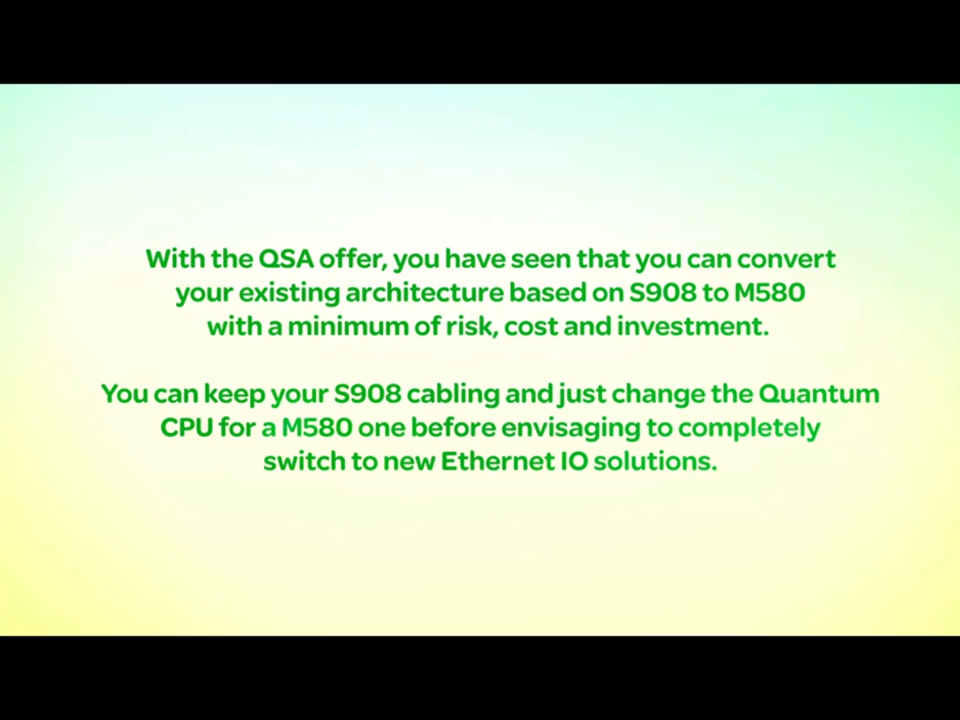 With the QSA offer, you have seen that you can convert
your existing architecture based on S908 to M580
with a minimum of risk, cost and investment.
You can keep your S908 cabling and just change the Quantum
CPU for a M580 one before envisaging to completely
switch to new Ethernet IO solutions.